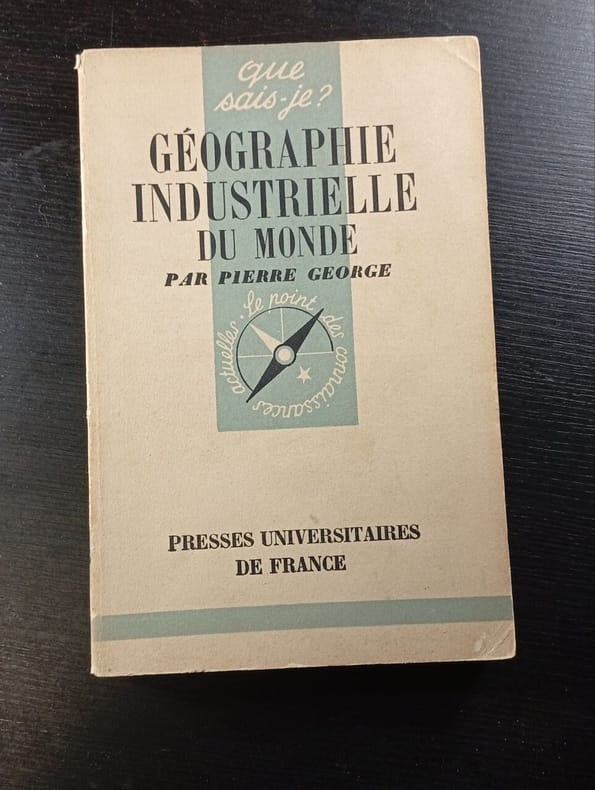 que
sais-je?
GÉOGRAPHIE
INDUSTRIELLE
DU MONDE
PAR PIERRE GEORGE
Le point des connaissances actuelles.
PRESSES UNIVERSITAIRES
DE FRANCE